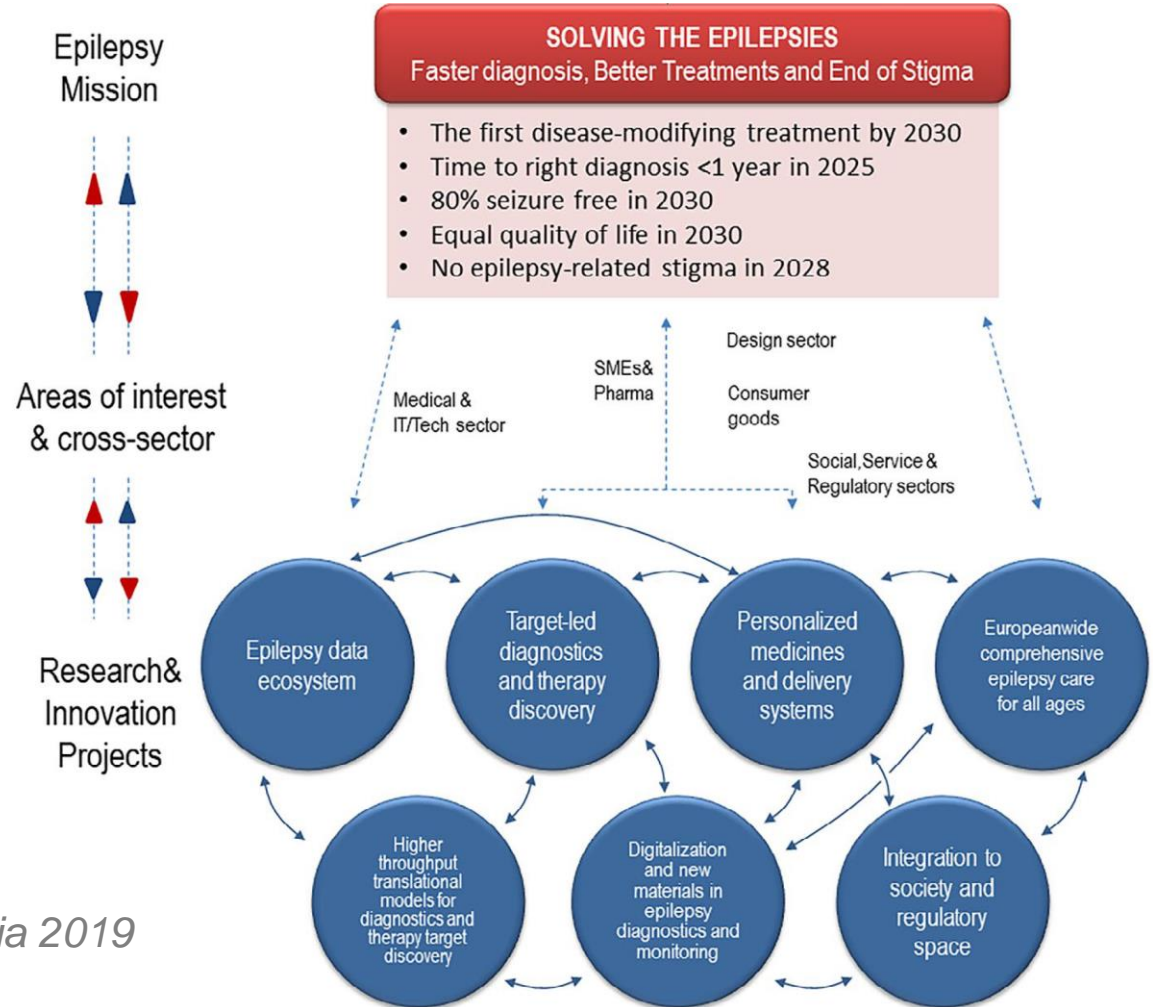 Epilepsy
Mission
Areas of interest
& cross-sector
Research&
Innovation
Projects
SOLVING THE EPILEPSIES
Faster diagnosis, Better Treatments and End of Stigma
• The first disease-modifying treatment by 2030
• Time to right diagnosis <1 year in 2025
• 80% seizure free in 2030
• Equal quality of life in 2030
• No epilepsy-related stigma in 2028
Medical &
IT/Tech sector
SMEs&
Pharma
Design sector
Consumer
goods
Social,Service &
Regulatory sectors
Epilepsy data
ecosystem
Target-led
diagnostics
and therapy
discovery
Personalized
medicines
and delivery
systems
Europeanwide
comprehensive
epilepsy care
for all ages
Higher
throughput
translational
models for
diagnostics and
therapy target
discovery
Digitalization
and new
materials in
epilepsy
diagnostics and
monitoring
Integration to
society and
regulatory
space
2019